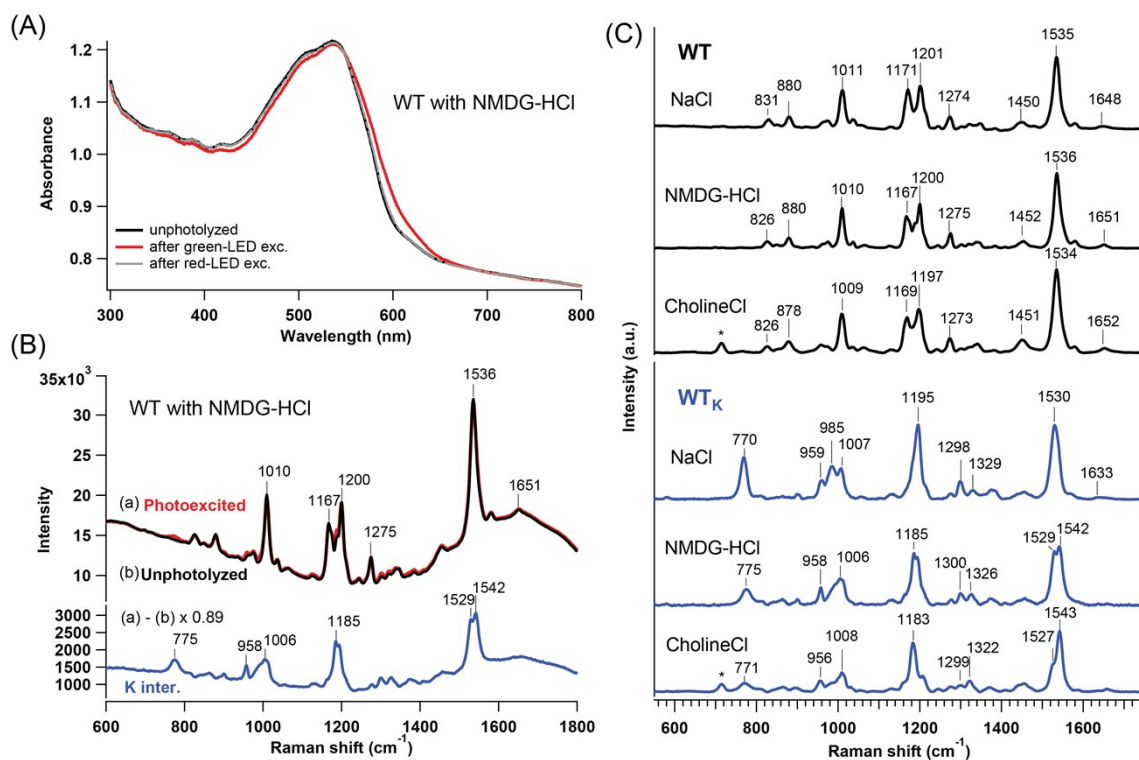 (A)
1.2
1.1
1.0
0.9
0.8
Absorbance
WT with NMDG-HCl
unphotolyzed
after green-LED exc.
after red-LED exc.
300 400 500 600 700 800
Wavelength (nm)
(B)
35x10³
30
25
20
15
10
3000
2500
2000
1500
1000
Intensity
WT with NMDG-HCl
1536
1010
1167
1200
1275
1651
(a) Photoexcited
(b) Unphotolyzed
(a) - (b) x 0.89
775
958
1006
1185
1529
1542
K inter.
600 800 1000 1200 1400 1600 1800
Raman shift (cm⁻¹)
(C)
Intensity (a.u.)
WT
NaCl
831
880
1011
1171
1201
1274
1450
1535
1648
NMDG-HCl
826
880
1010
1167
1200
1275
1452
1536
1651
CholineCl
*
826
878
1009
1169
1197
1273
1451
1534
1652
WTK
NaCl
770
959
985
1007
1195
1298
1329
1530
1633
NMDG-HCl
775
958
1006
1185
1300
1326
1529
1542
CholineCl
*
771
956
1008
1183
1299
1322
1527
1543
600 800 1000 1200 1400 1600
Raman shift (cm⁻¹)